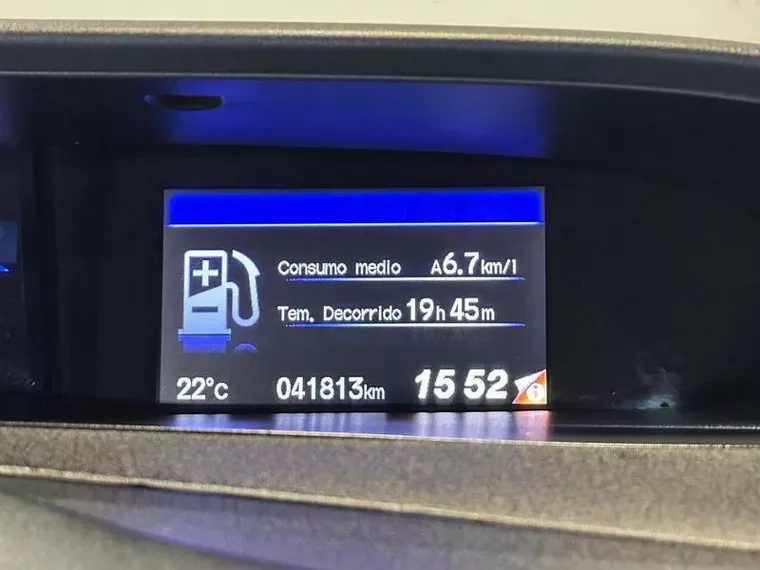 Consumo medio A6.7km/l
Tem. Decorrido 19h 45m
22°C 041813km 15 52